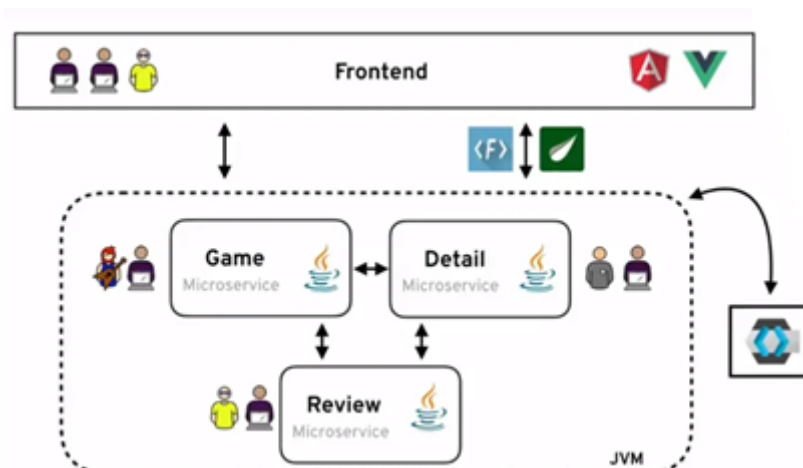 Frontend
<F>
Game
Microservice
Detail
Microservice
Review
Microservice
JVM